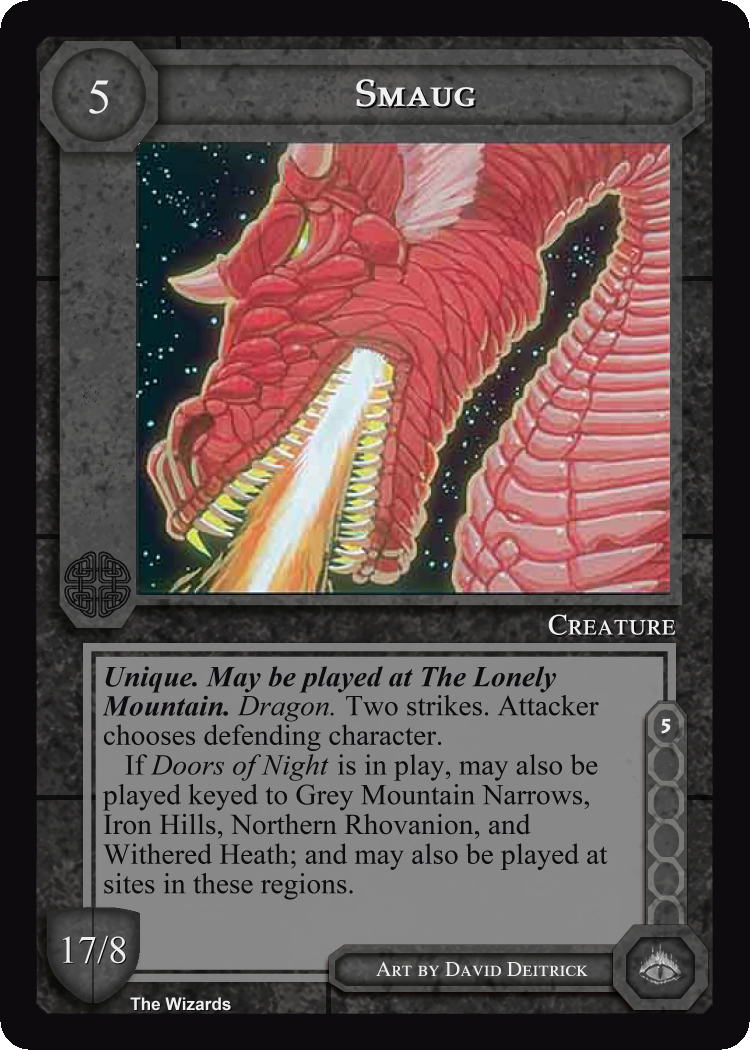 5
SMAUG
CREATURE
Unique. May be played at The Lonely
Mountain. Dragon. Two strikes. Attacker
chooses defending character.
If Doors of Night is in play, may also be
played keyed to Grey Mountain Narrows,
Iron Hills, Northern Rhovanion, and
Withered Heath; and may also be played at
sites in these regions.
5
17/8
ART BY DAVID DEITRICK
The Wizards